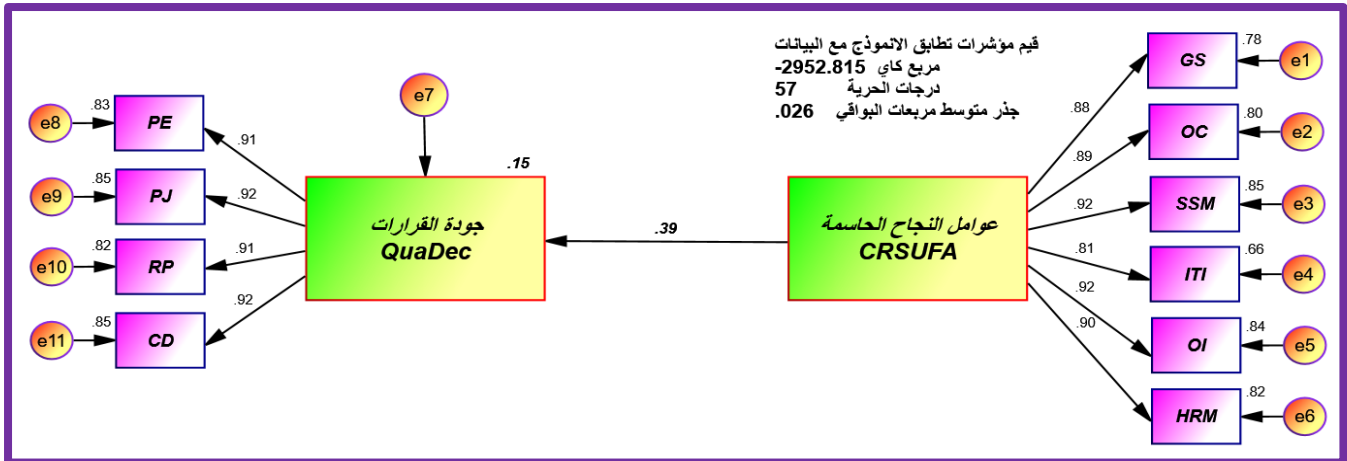 قيم مؤشرات تطابق الانموذج مع البيانات
مربع كاي 2952.815-
درجات الحرية 57
جذر متوسط مربعات البواقي .026
e7
e8
.83
PE
.91
e9
.85
PJ
.92
e10
.82
RP
.91
e11
.85
CD
.92
.15
جودة القرارات
QuaDec
.39
عوامل النجاح الحاسمة
CRSUFA
.88
GS
.78
e1
.89
OC
.80
e2
.92
SSM
.85
e3
.81
ITI
.66
e4
.92
OI
.84
e5
.90
HRM
.82
e6